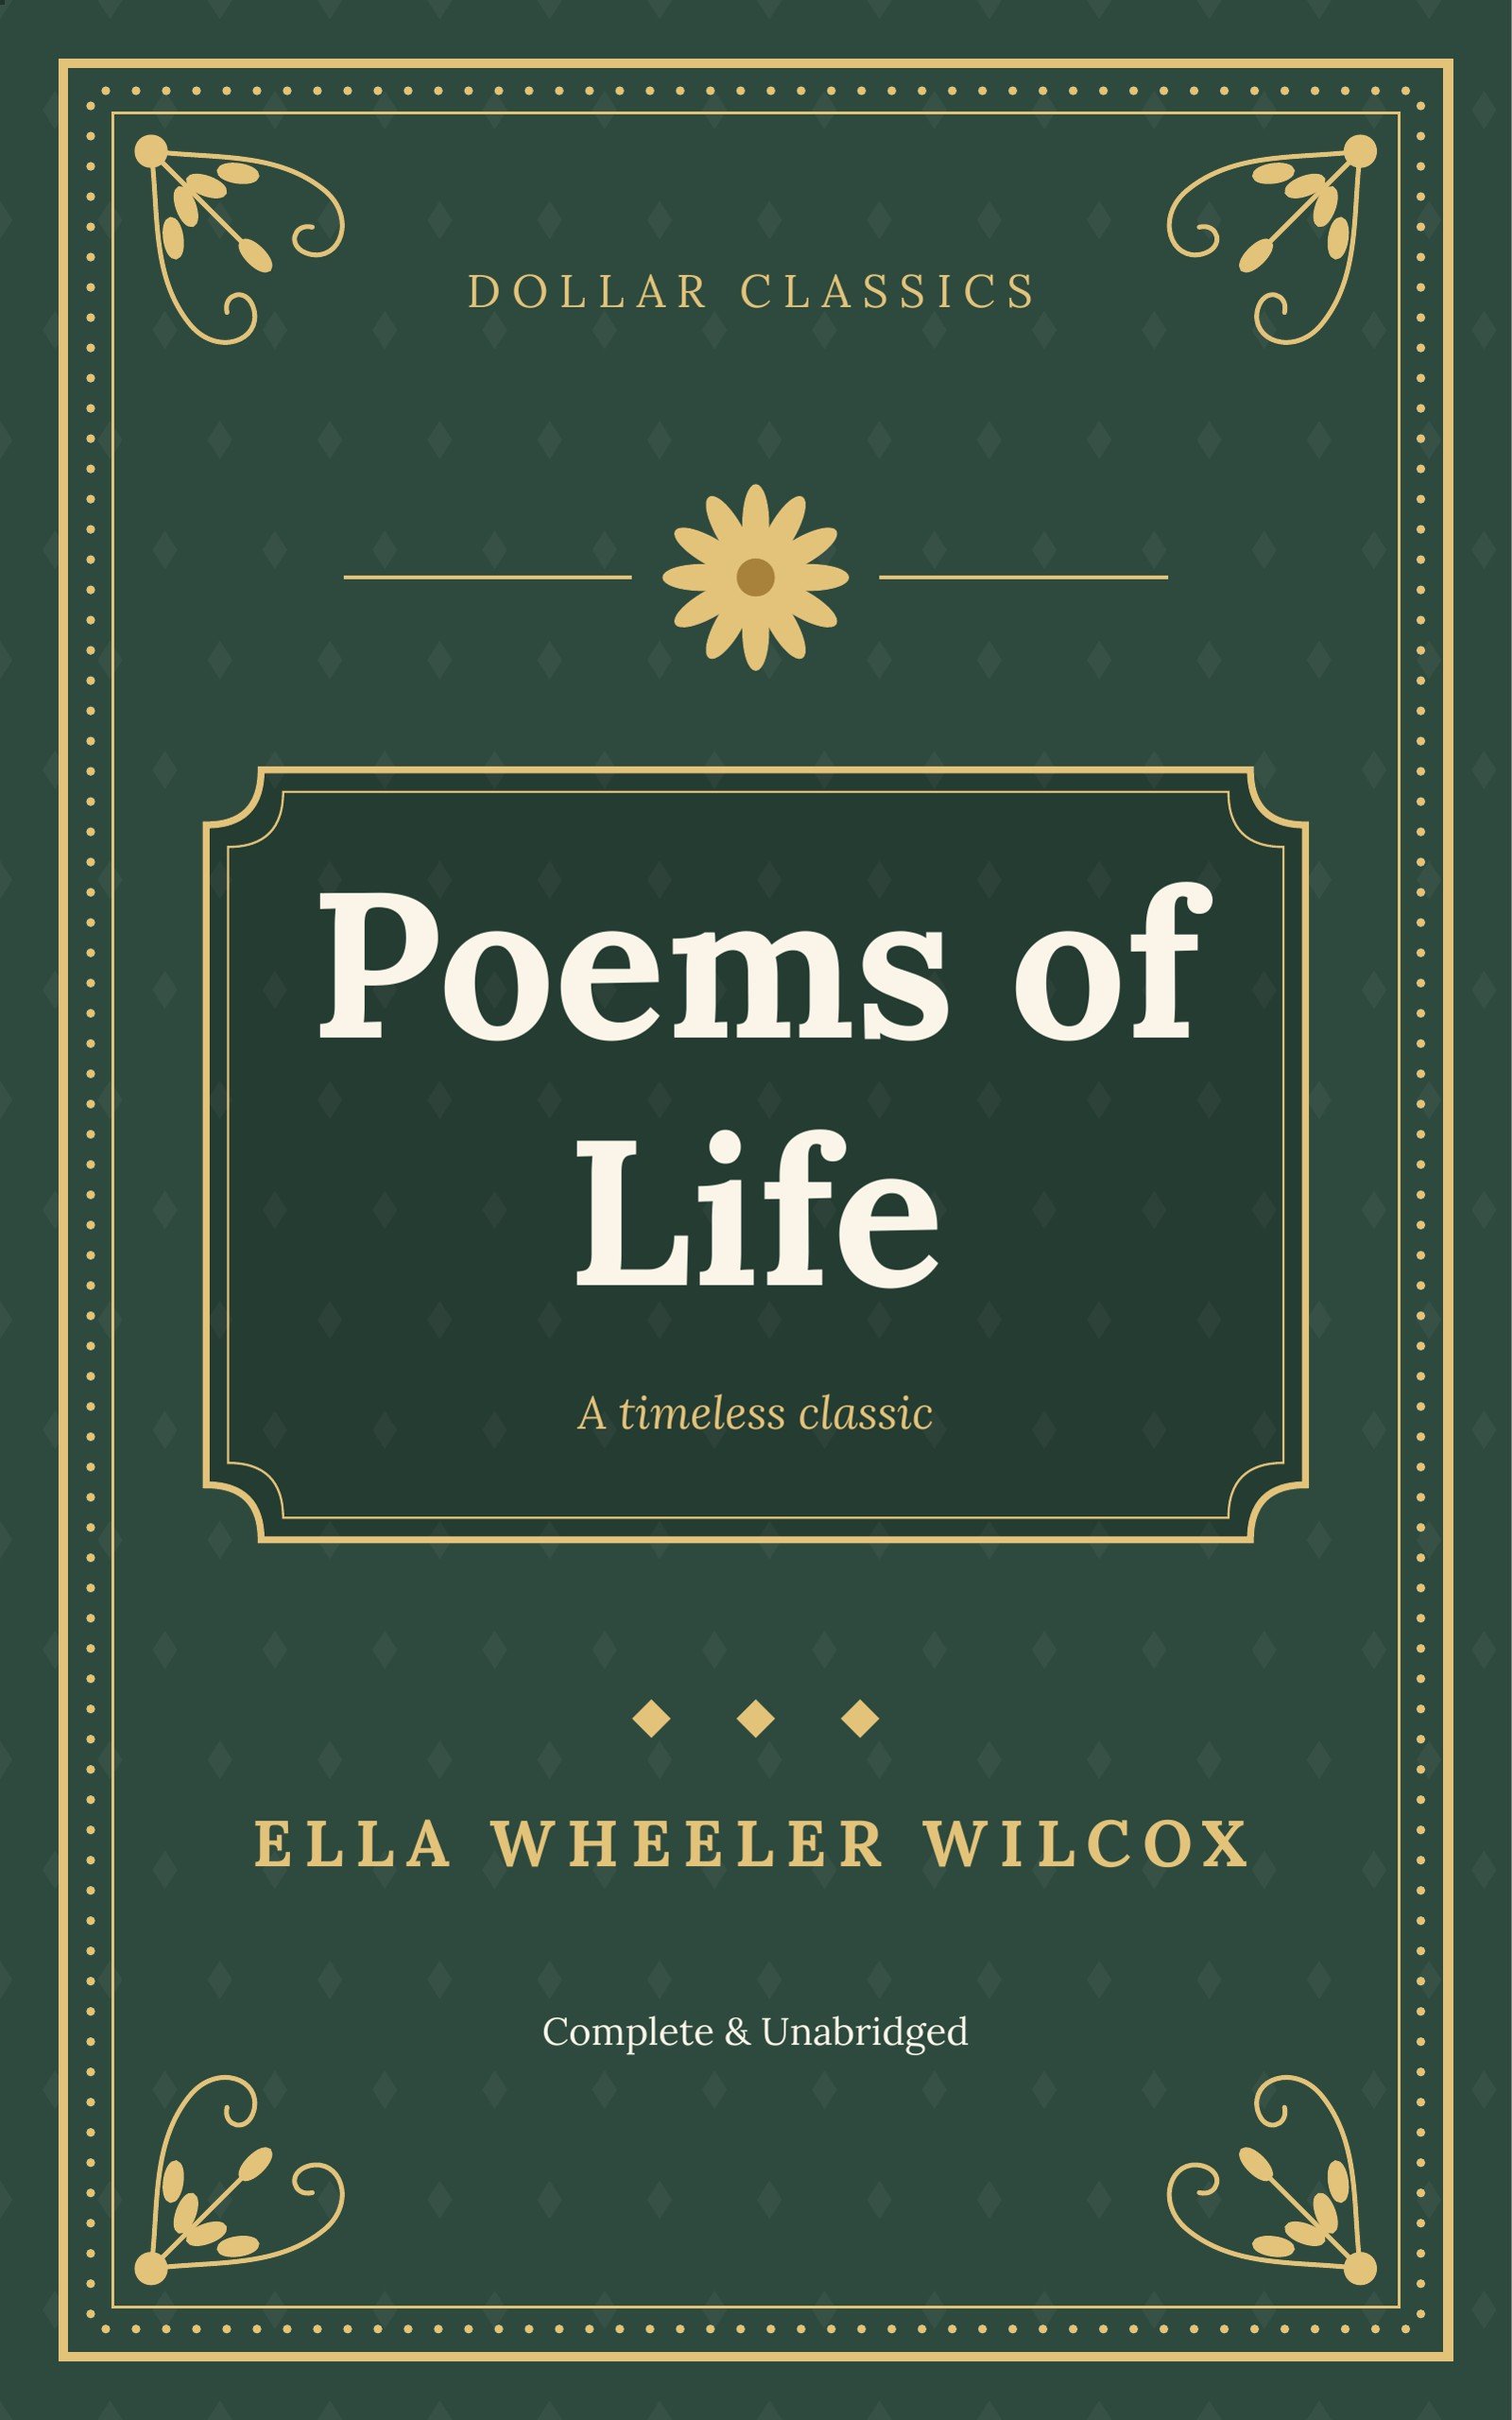 DOLLAR CLASSICS
Poems of
Life
A timeless classic
ELLA WHEELER WILCOX
Complete & Unabridged